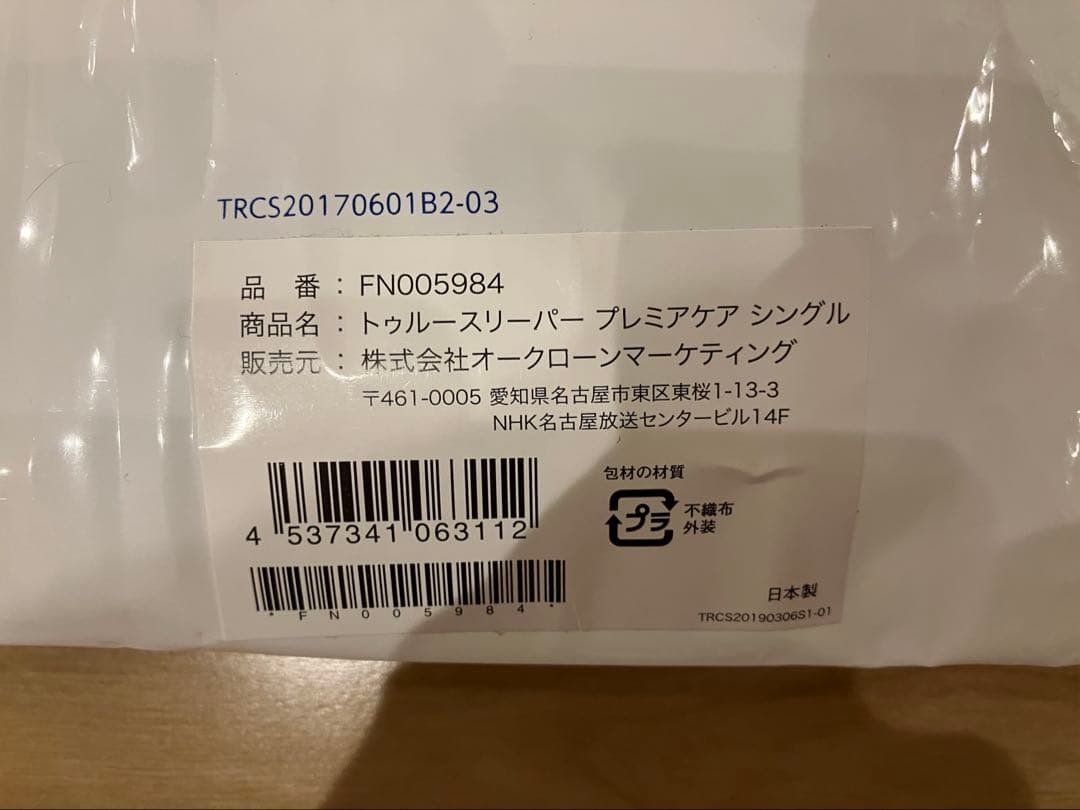 TRCS20170601B2-03
品　番 : FN005984
商品名 : トゥルースリーパー プレミアケア シングル
販売元 : 株式会社オークローンマーケティング
〒461-0005 愛知県名古屋市東区東桜1-13-3
NHK名古屋放送センタービル14F
包材の材質
プラ
不織布
外装
4 537341 063112
*FN005984*
日本製
TRCS20190306S1-01